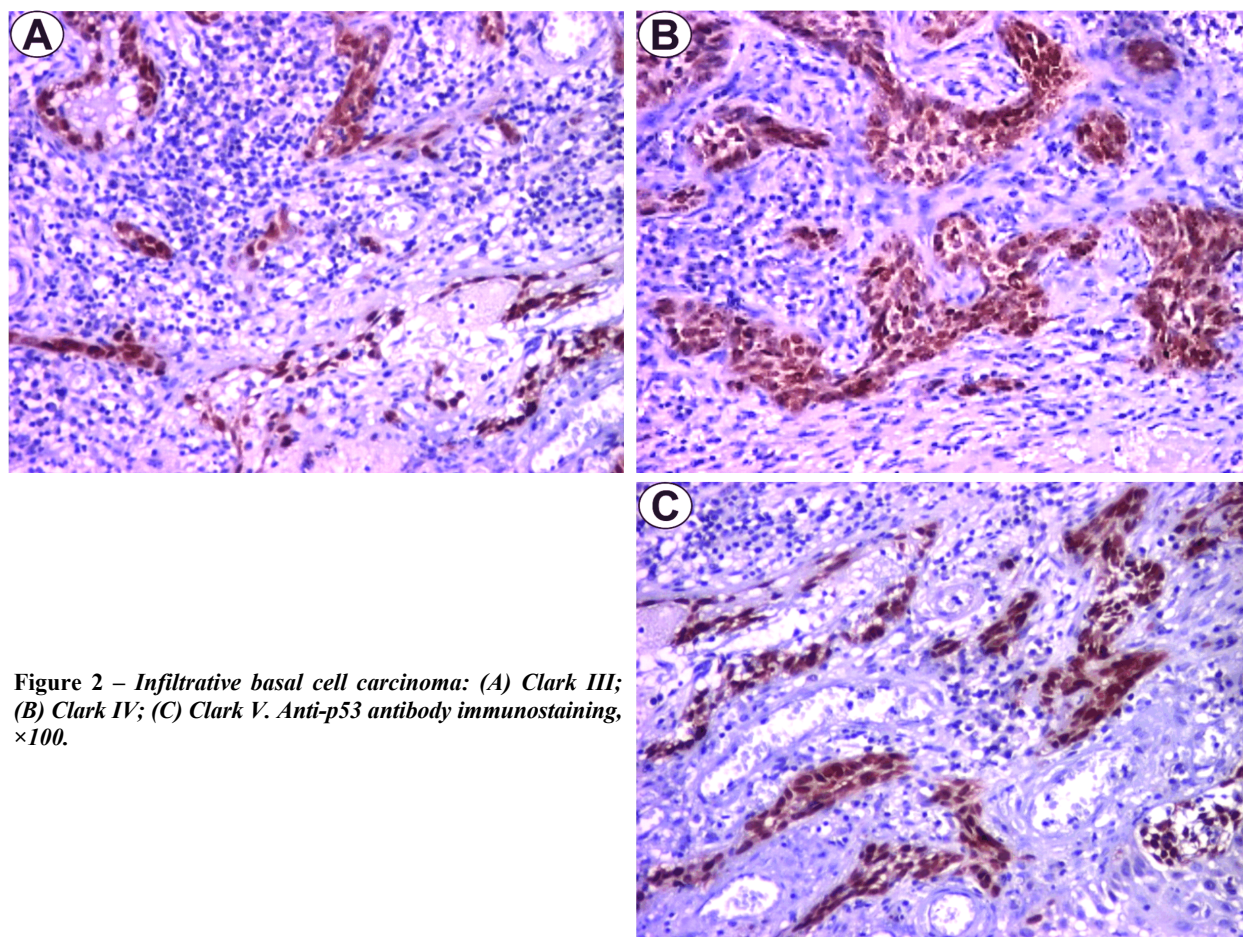 A
B
C
Figure 2 – Infiltrative basal cell carcinoma: (A) Clark III;
(B) Clark IV; (C) Clark V. Anti-p53 antibody immunostaining,
×100.